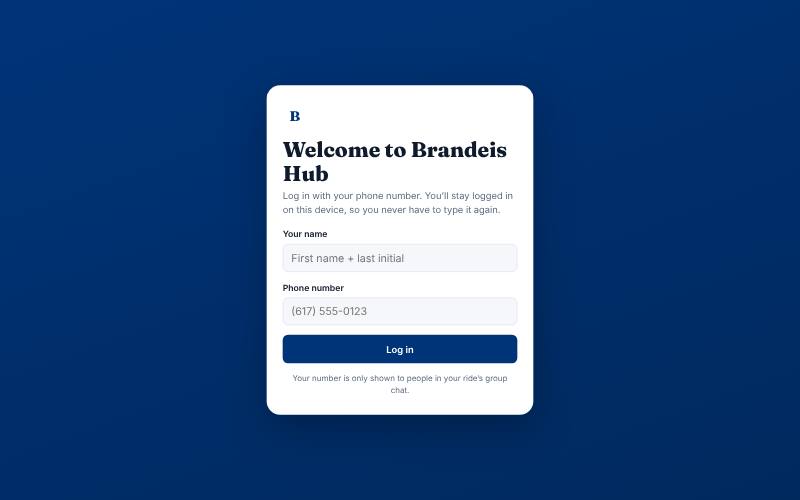 B
Welcome to Brandeis
Hub
Log in with your phone number. You'll stay logged in
on this device, so you never have to type it again.
Your name
First name + last initial
Phone number
(617) 555-0123
Log in
Your number is only shown to people in your ride's group
chat.